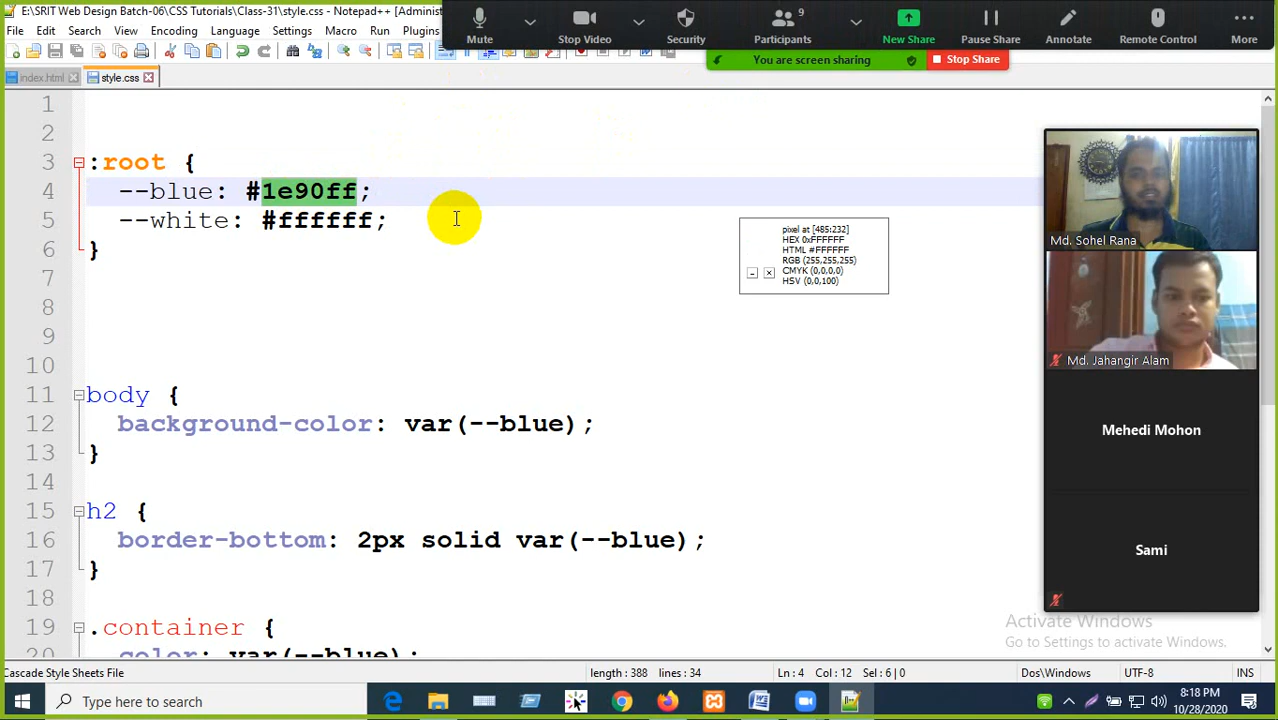 E:\SRIT Web Design Batch-06\CSS Tutorials\Class-31\style.css - Notepad++ [Administ
File Edit Search View Encoding Language Settings Macro Run Plugins
index.html style.css
Mute
Stop Video
Security
9
Participants
New Share
Pause Share
Annotate
Remote Control
More
You are screen sharing
Stop Share
1
2
3 :root {
4 --blue: #1e90ff;
5 --white: #ffffff;
6 }
7
8
9
10
11 body {
12 background-color: var(--blue);
13 }
14
15 h2 {
16 border-bottom: 2px solid var(--blue);
17 }
18
19 .container {
20 color: var(--blue);
pixel at [485:232]
HEX 0xFFFFFF
HTML #FFFFFF
RGB (255,255,255)
CMYK (0,0,0,0)
HSV (0,0,100)
Md. Sohel Rana
Md. Jahangir Alam
Mehedi Mohon
Sami
Activate Windows
Go to Settings to activate Windows.
Cascade Style Sheets File
length : 388 lines : 34
Ln : 4 Col : 12 Sel : 6 | 0
Dos\Windows
UTF-8
INS
Type here to search
8:18 PM
10/28/2020